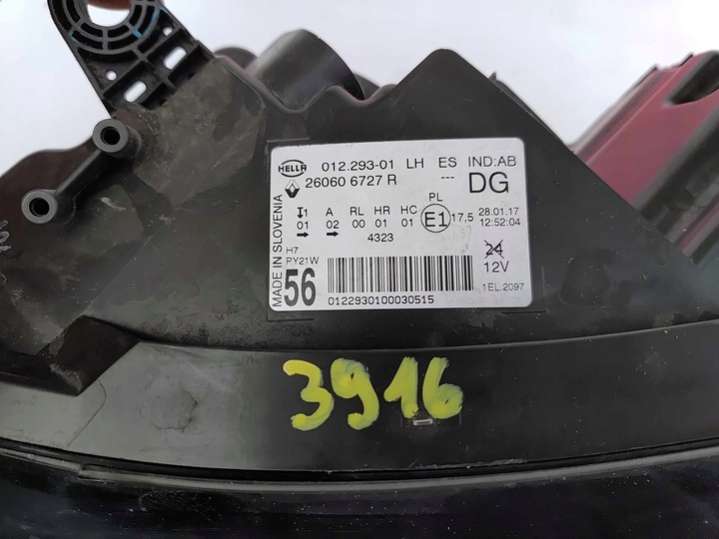 HELLA 012.293-01 LH ES IND:AB
26060 6727 R --- DG
MADE IN SLOVENIA
PL
I1 A RL HR HC E1 17,5 28.01.17
01 02 00 01 01 12:52:04
4323
H7
PY21W
24
12V
56
1EL.2097
0122930100030515
3916